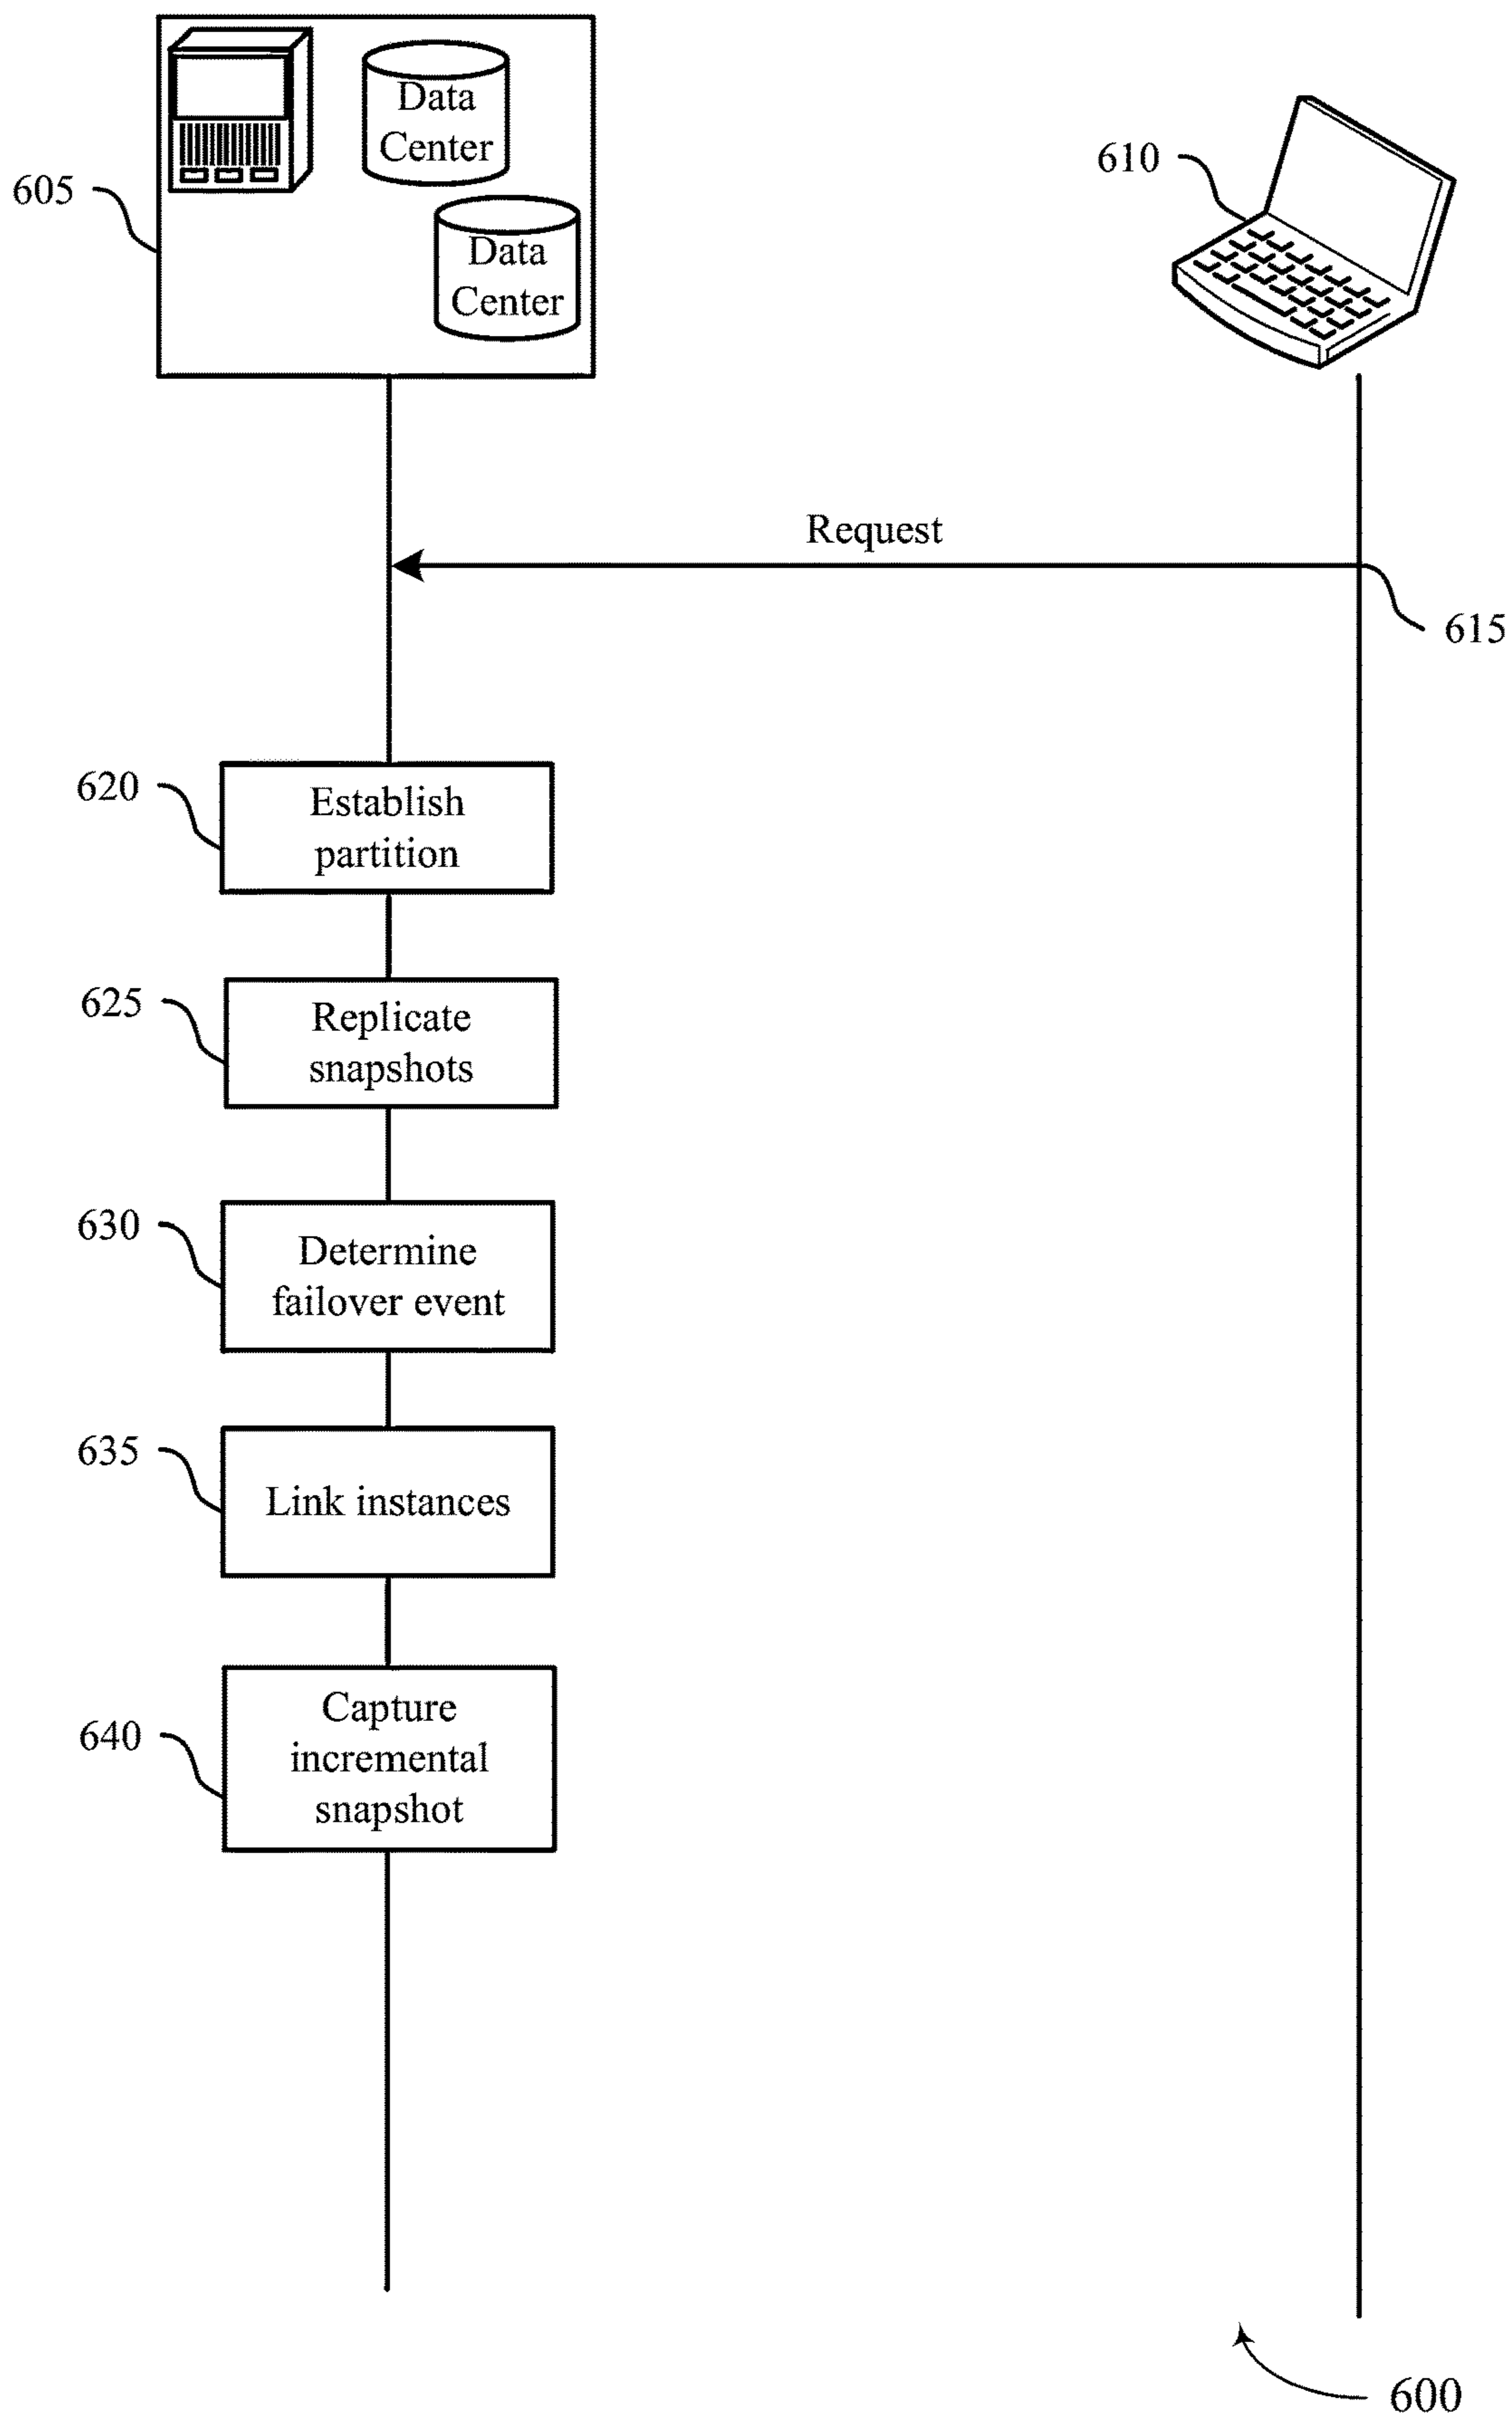 Data
Center
605
Data
Center
610
Request
615
620
Establish
partition
625
Replicate
snapshots
630
Determine
failover event
635
Link instances
640
Capture
incremental
snapshot
600